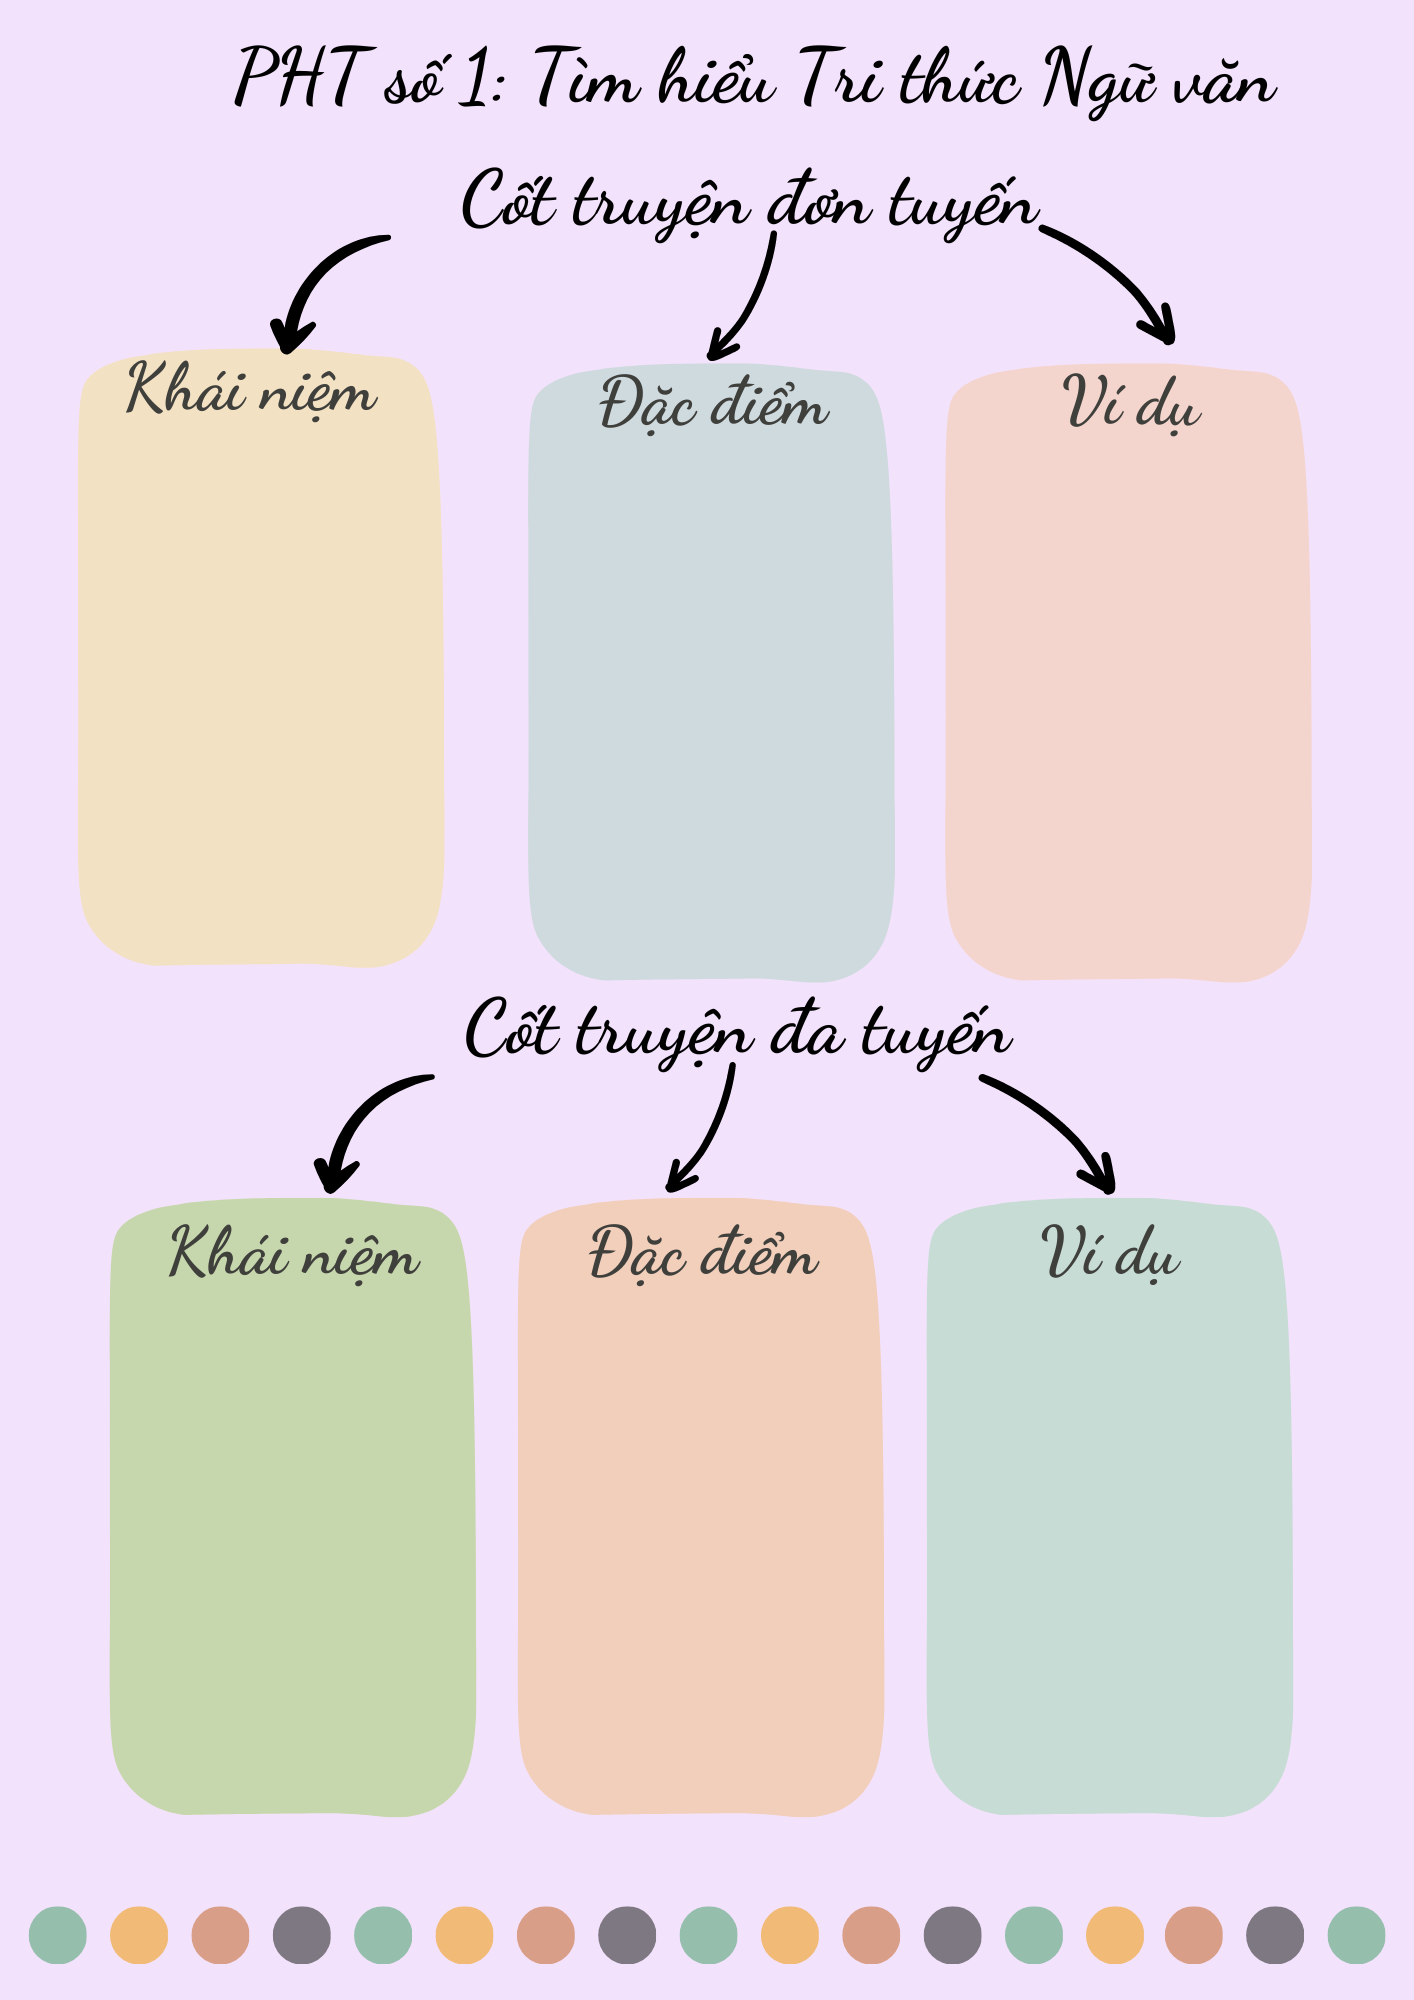 PHT số 1: Tìm hiểu Tri thức Ngữ văn
Cốt truyện đơn tuyến
Khái niệm
Đặc điểm
Ví dụ
Cốt truyện đa tuyến
Khái niệm
Đặc điểm
Ví dụ